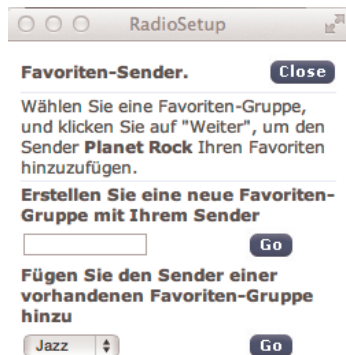 RadioSetup
Favoriten-Sender. Close
Wählen Sie eine Favoriten-Gruppe,
und klicken Sie auf "Weiter", um den
Sender Planet Rock Ihren Favoriten
hinzuzufügen.
Erstellen Sie eine neue Favoriten-
Gruppe mit Ihrem Sender
Go
Fügen Sie den Sender einer
vorhandenen Favoriten-Gruppe
hinzu
Jazz Go